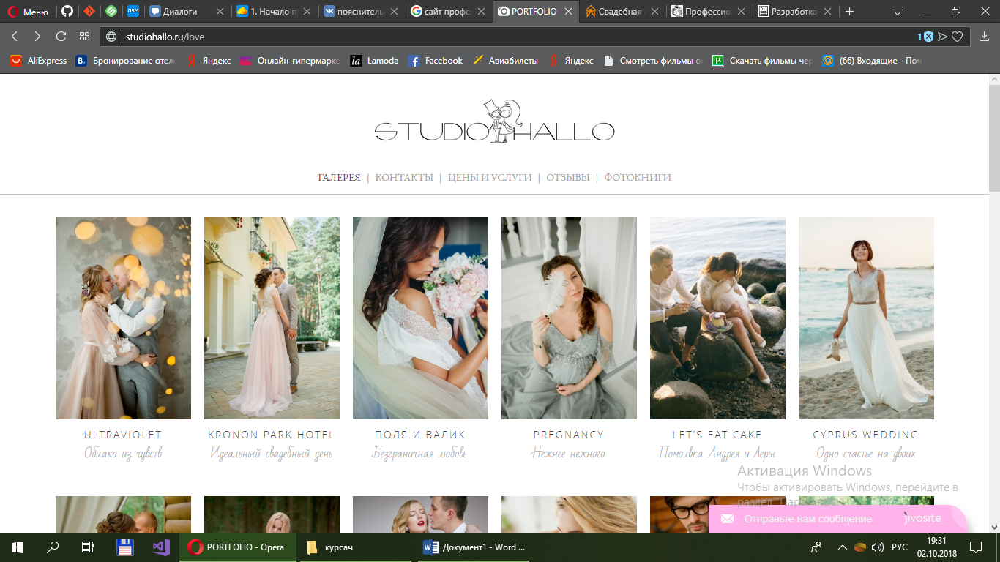 Меню
Диалоги
1. Начало п
пояснитель
сайт профес
PORTFOLIO
Свадебная
Професси
Разработка
studiohallo.ru/love
1
AliExpress
B. Бронирование оте
Яндекс
Онлайн-гипермарке
la Lamoda
Facebook
Авиабилеты
Яндекс
Смотреть фильмы о
Скачать фильмы чер
(66) Входящие - Поч
STUDIO HALLO
ГАЛЕРЕЯ | КОНТАКТЫ | ЦЕНЫ И УСЛУГИ | ОТЗЫВЫ | ФОТОКНИГИ
ULTRAVIOLET
Облако из чувств
KRONON PARK HOTEL
Идеальный свадебный день
ПОЛЯ И ВАЛИК
Безграничная любовь
PREGNANCY
Нежнее нежного
LET'S EAT CAKE
Помолвка Андрея и Леры
CYPRUS WEDDING
Одно счастье на двоих
Активация Windows
Чтобы активировать Windows, перейдите в
раздел "Пар
Отправьте нам сообщение
jivosite
PORTFOLIO - Opera
курсач
Документ1 - Word ...
РУС
19:31
02.10.2018